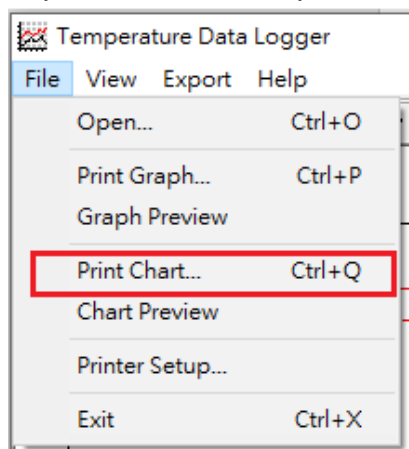 Temperature Data Logger
File View Export Help
Open... Ctrl+O
Print Graph... Ctrl+P
Graph Preview
Print Chart... Ctrl+Q
Chart Preview
Printer Setup...
Exit Ctrl+X